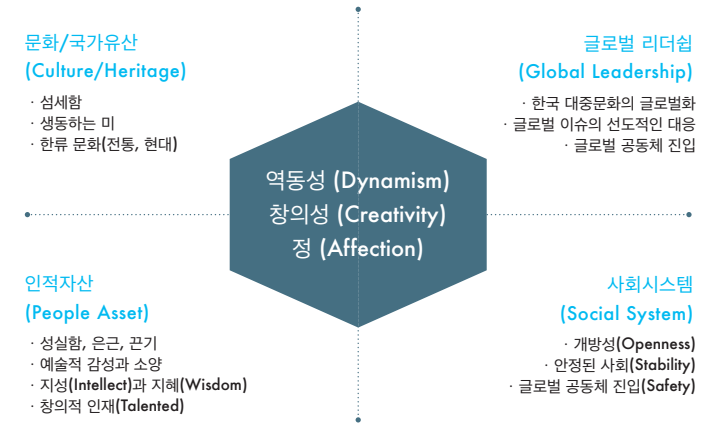 문화/국가유산
(Culture/Heritage)
· 섬세함
· 생동하는 미
· 한류 문화(전통, 현대)
글로벌 리더쉽
(Global Leadership)
· 한국 대중문화의 글로벌화
· 글로벌 이슈의 선도적인 대응
· 글로벌 공동체 진입
역동성 (Dynamism)
창의성 (Creativity)
정 (Affection)
인적자산
(People Asset)
· 성실함, 은근, 끈기
· 예술적 감성과 소양
· 지성(Intellect)과 지혜(Wisdom)
· 창의적 인재(Talented)
사회시스템
(Social System)
· 개방성(Openness)
· 안정된 사회(Stability)
· 글로벌 공동체 진입(Safety)